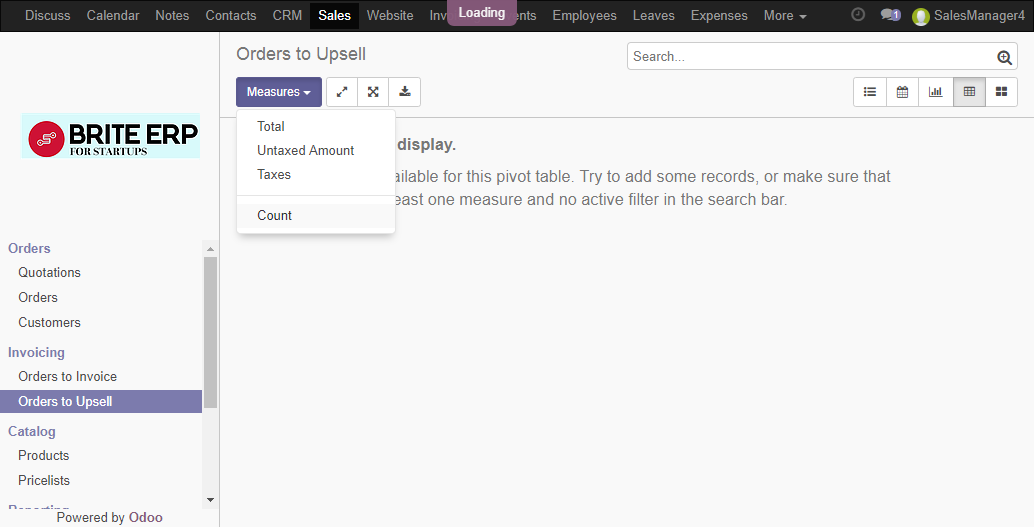 Discuss Calendar Notes Contacts CRM Sales Website Inv Loading nts Employees Leaves Expenses More 1 SalesManager4
Orders to Upsell
Search...
Measures
Total
Untaxed Amount
Taxes
Count
display.
ailable for this pivot table. Try to add some records, or make sure that
east one measure and no active filter in the search bar.
BRITE ERP
FOR STARTUPS
Orders
Quotations
Orders
Customers
Invoicing
Orders to Invoice
Orders to Upsell
Catalog
Products
Pricelists
Reporting
Powered by Odoo